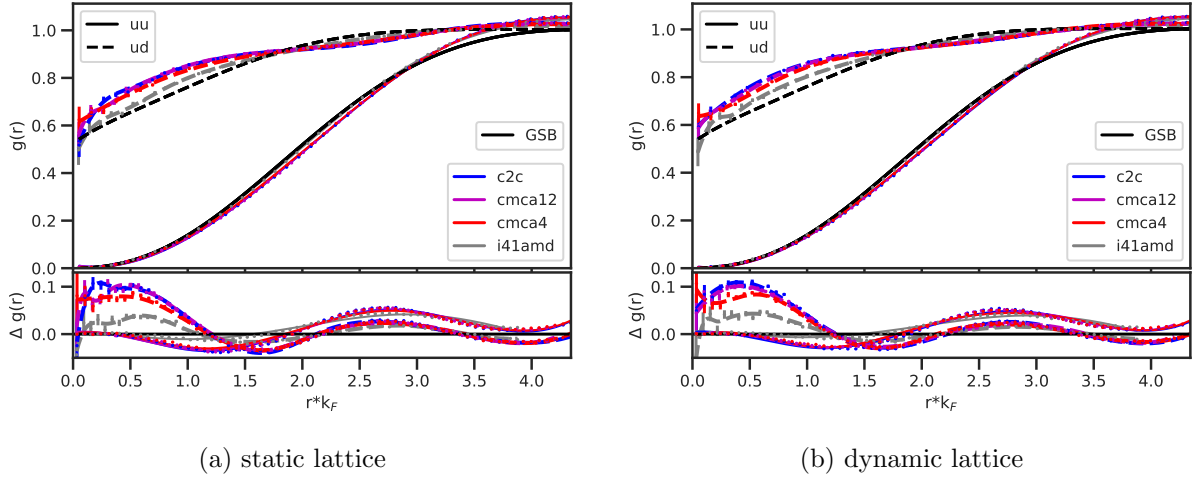 1.0
0.8
0.6
0.4
0.2
0.0
g(r)
uu
ud
GSB
c2c
cmca12
cmca4
i41amd
0.1
0.0
Δ g(r)
0.0 0.5 1.0 1.5 2.0 2.5 3.0 3.5 4.0
r*k_F
(a) static lattice
1.0
0.8
0.6
0.4
0.2
0.0
g(r)
uu
ud
GSB
c2c
cmca12
cmca4
i41amd
0.1
0.0
Δ g(r)
0.0 0.5 1.0 1.5 2.0 2.5 3.0 3.5 4.0
r*k_F
(b) dynamic lattice